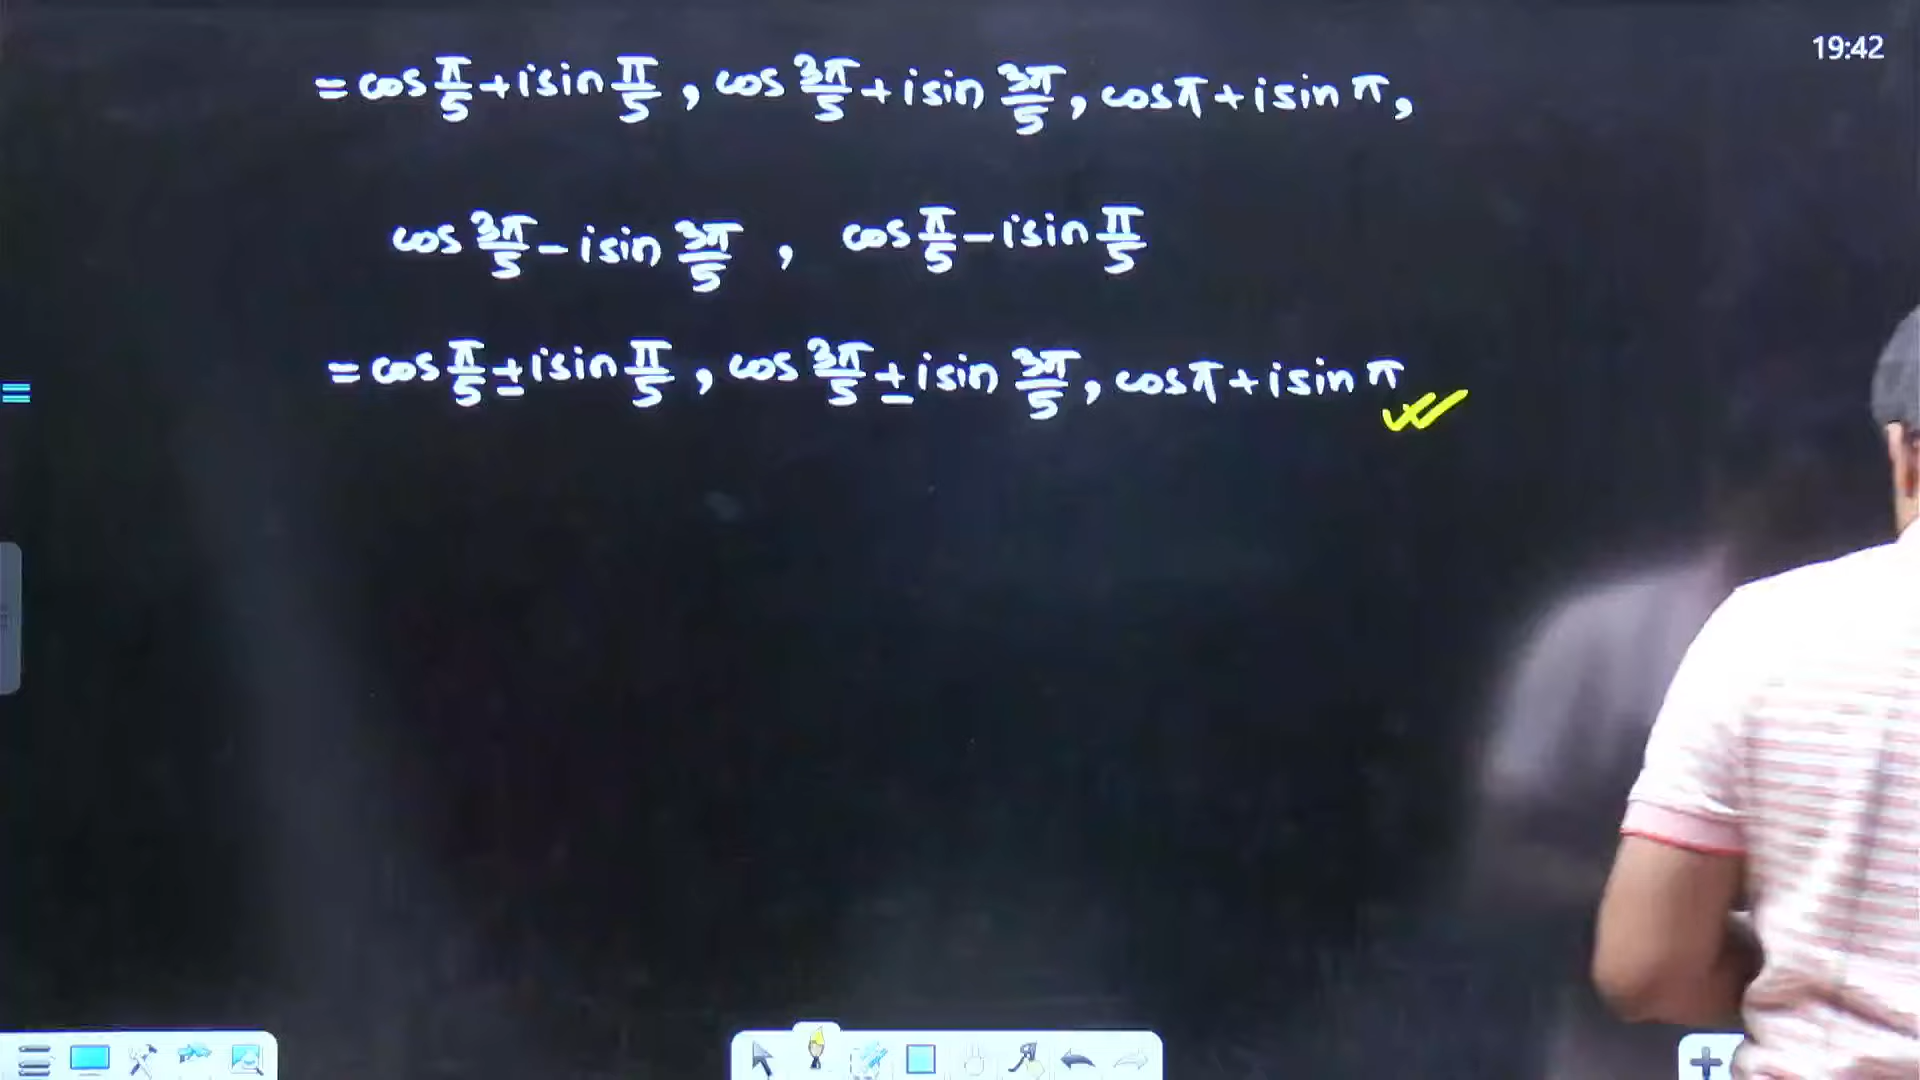 19:42
= cos π/5 + i sin π/5 , cos 3π/5 + i sin 3π/5 , cos π + i sin π ,
cos 3π/5 - i sin 3π/5 , cos π/5 - i sin π/5
= cos π/5 ± i sin π/5 , cos 3π/5 ± i sin 3π/5 , cos π + i sin π